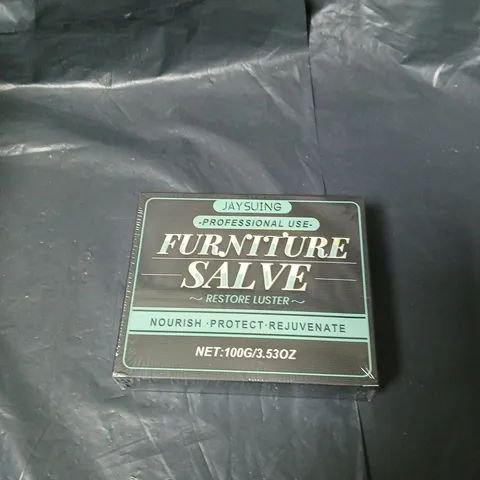 JAYSUING
-PROFESSIONAL USE-
FURNITURE
SALVE
~ RESTORE LUSTER ~
NOURISH·PROTECT·REJUVENATE
NET:100G/3.53OZ